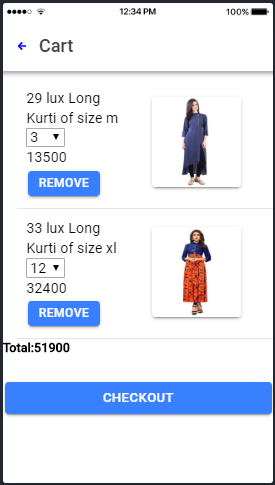 12:34 PM
100%
Cart
29 lux Long
Kurti of size m
3
13500
REMOVE
33 lux Long
Kurti of size xl
12
32400
REMOVE
Total:51900
CHECKOUT